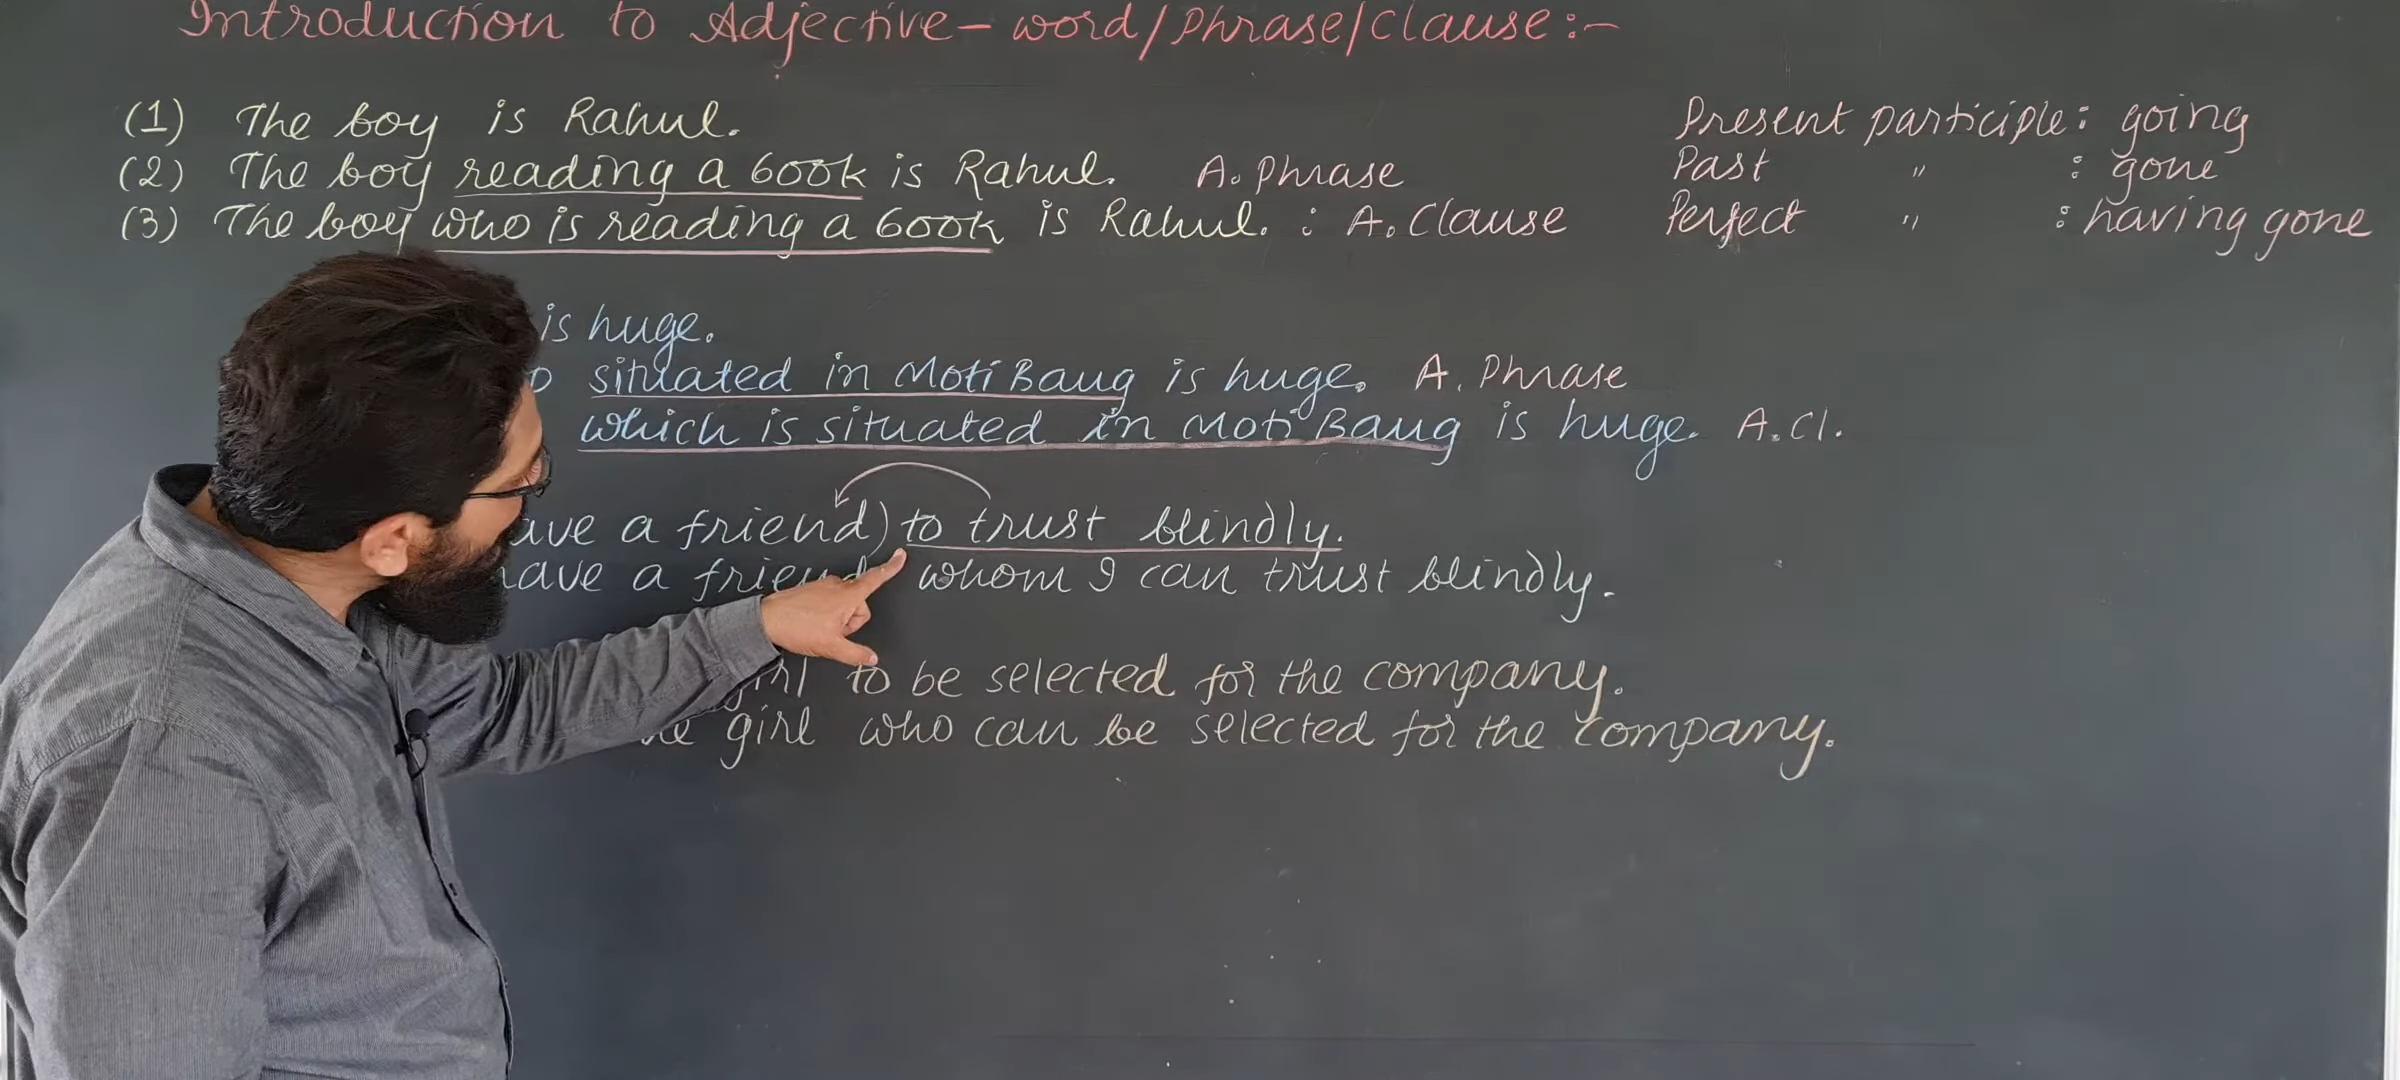 Introduction to Adjective - word/Phrase/Clause :-
(1) The boy is Rahul.
(2) The boy reading a book is Rahul. A. Phrase
(3) The boy who is reading a book is Rahul. : A. Clause
Present participle : going
Past " : gone
Perfect " : having gone
is huge.
situated in Moti Baug is huge. A. Phrase
which is situated in Moti Baug is huge. A. Cl.
a friend) to trust blindly.
have a friend whom I can trust blindly.
girl to be selected for the company.
girl who can be selected for the company.